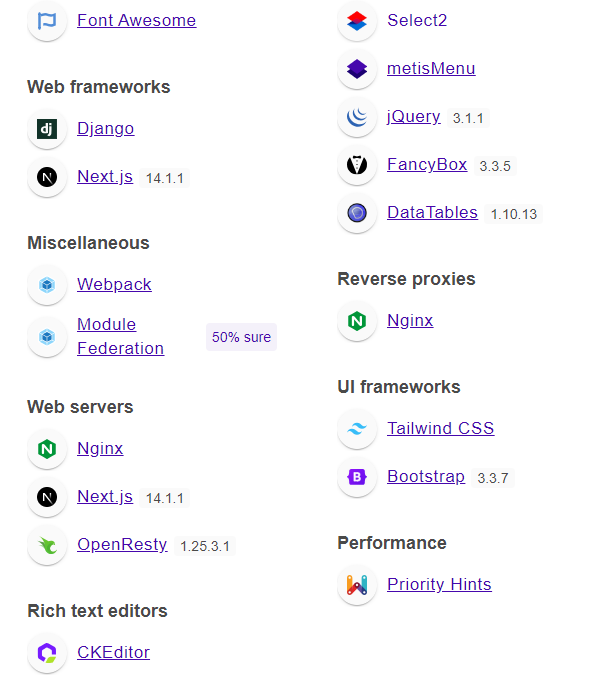 Font Awesome
Web frameworks
Django
Next.js 14.1.1
Miscellaneous
Webpack
Module
Federation
50% sure
Web servers
Nginx
Next.js 14.1.1
OpenResty 1.25.3.1
Rich text editors
CKEditor
Select2
metisMenu
jQuery 3.1.1
FancyBox 3.3.5
DataTables 1.10.13
Reverse proxies
Nginx
UI frameworks
Tailwind CSS
Bootstrap 3.3.7
Performance
Priority Hints